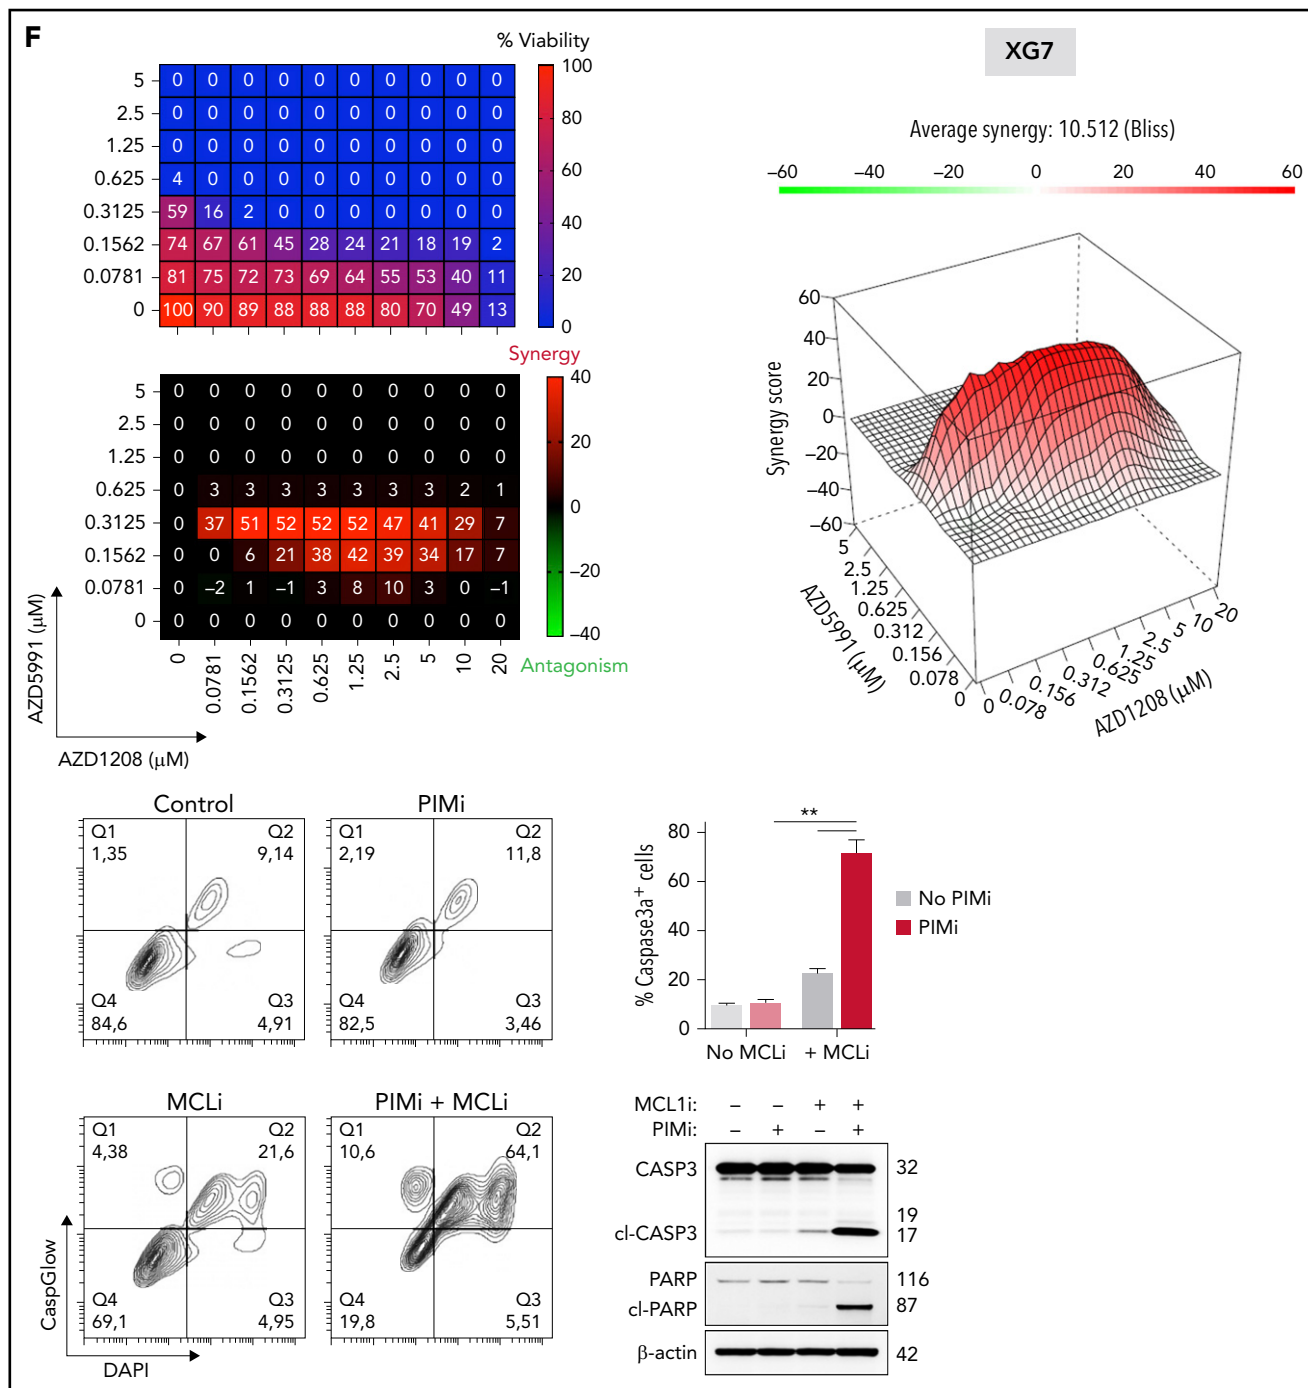 F
% Viability
5 0 0 0 0 0 0 0 0 0 0
2.5 0 0 0 0 0 0 0 0 0 0
1.25 0 0 0 0 0 0 0 0 0 0
0.625 4 0 0 0 0 0 0 0 0 0
0.3125 59 16 2 0 0 0 0 0 0 0
0.1562 74 67 61 45 28 24 21 18 19 2
0.0781 81 75 72 73 69 64 55 53 40 11
0 100 90 89 88 88 88 80 70 49 13
100
80
60
40
20
0
Synergy
5 0 0 0 0 0 0 0 0 0 0
2.5 0 0 0 0 0 0 0 0 0 0
1.25 0 0 0 0 0 0 0 0 0 0
0.625 0 3 3 3 3 3 3 3 2 1
0.3125 0 37 51 52 52 52 47 41 29 7
0.1562 0 0 6 21 38 42 39 34 17 7
0.0781 0 –2 1 –1 3 8 10 3 0 –1
0 0 0 0 0 0 0 0 0 0 0
0 0.0781 0.1562 0.3125 0.625 1.25 2.5 5 10 20
40
20
0
–20
–40
Antagonism
AZD5991 (μM)
AZD1208 (μM)
XG7
Average synergy: 10.512 (Bliss)
–60 –40 –20 0 20 40 60
Synergy score
60
40
20
0
–20
–40
–60
5
2.5
1.25
0.625
0.312
0.156
0.078
0
AZD5991 (μM)
0 0.078 0.156 0.312 0.625 1.25 2.5 5 10 20
AZD1208 (μM)
Control
Q1
1,35
Q2
9,14
Q4
84,6
Q3
4,91
PIMi
Q1
2,19
Q2
11,8
Q4
82,5
Q3
3,46
MCLi
Q1
4,38
Q2
21,6
Q4
69,1
Q3
4,95
PIMi + MCLi
Q1
10,6
Q2
64,1
Q4
19,8
Q3
5,51
CaspGlow
DAPI
% Caspase3a+ cells
80
60
40
20
0
**
No MCLi + MCLi
No PIMi
PIMi
MCL1i: – – + +
PIMi: – + – +
CASP3 32
19
cl-CASP3 17
PARP 116
cl-PARP 87
β-actin 42